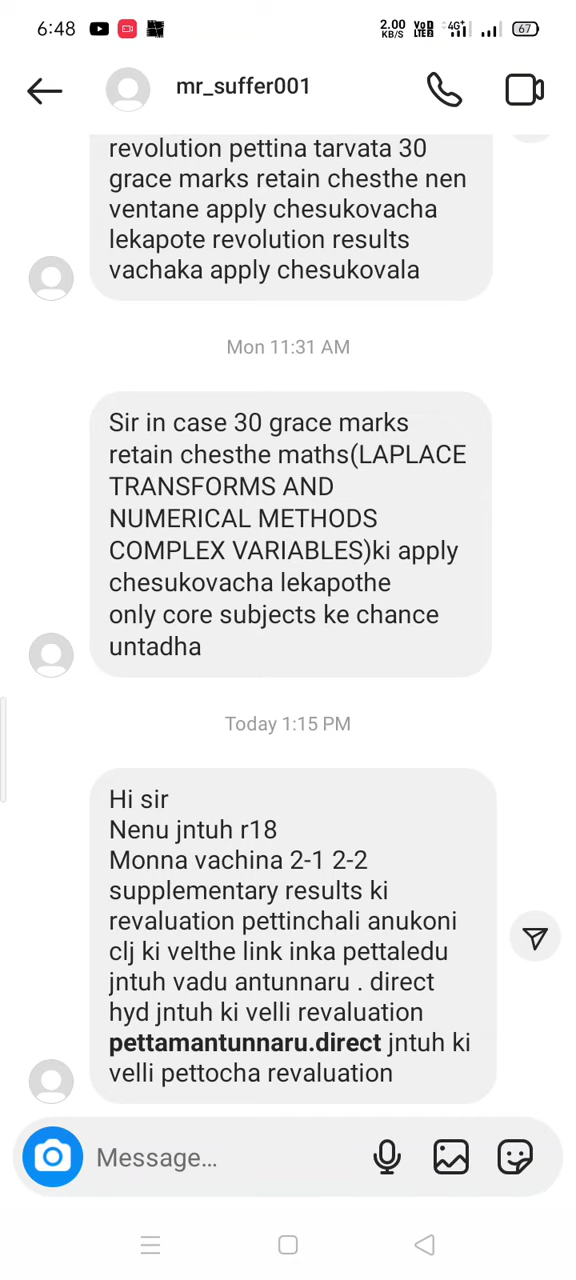 6:48
2.00
KB/S
VoD
LTE2
4G+
67
mr_suffer001
revolution pettina tarvata 30
grace marks retain chesthe nen
ventane apply chesukovacha
lekapote revolution results
vachaka apply chesukovala
Mon 11:31 AM
Sir in case 30 grace marks
retain chesthe maths(LAPLACE
TRANSFORMS AND
NUMERICAL METHODS
COMPLEX VARIABLES)ki apply
chesukovacha lekapothe
only core subjects ke chance
untadha
Today 1:15 PM
Hi sir
Nenu jntuh r18
Monna vachina 2-1 2-2
supplementary results ki
revaluation pettinchali anukoni
clj ki velthe link inka pettaledu
jntuh vadu antunnaru . direct
hyd jntuh ki velli revaluation
pettamantunnaru.direct jntuh ki
velli pettocha revaluation
Message...